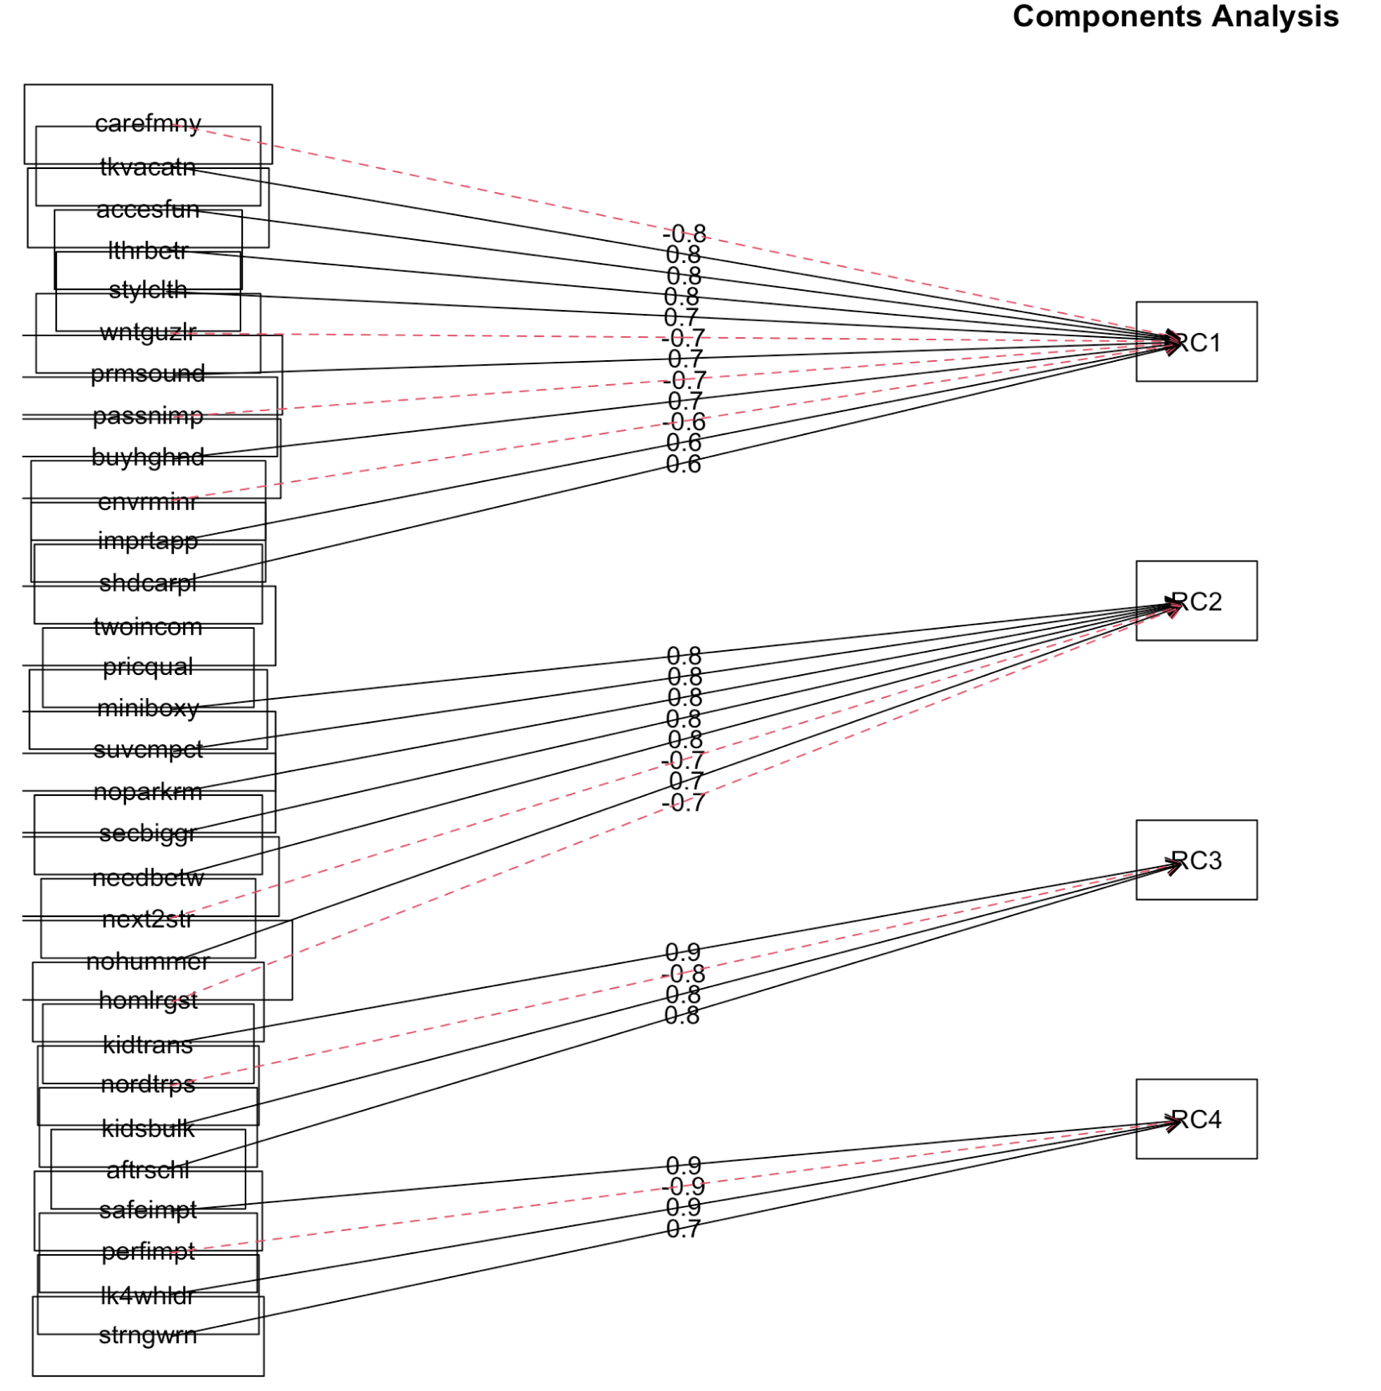 Components Analysis
carefmny
tkvacatn
accesfun
lthrbetr
stylclth
wntguzlr
prmsound
passnimp
buyhghnd
envrminr
imprtapp
shdcarpl
twoincom
pricqual
miniboxy
suvcmpct
noparkrm
secbiggr
needbetw
next2str
nohummer
homlrgst
kidtrans
nordtrps
kidsbulk
aftrschl
safeimpt
perfimpt
lk4whldr
strngwrn
-0.8
0.8
0.8
0.8
0.7
-0.7
0.7
-0.7
0.7
-0.6
0.6
0.6
0.8
0.8
0.8
0.8
0.8
-0.7
0.7
-0.7
0.9
-0.8
0.8
0.8
0.9
-0.9
0.9
0.7
RC1
RC2
RC3
RC4